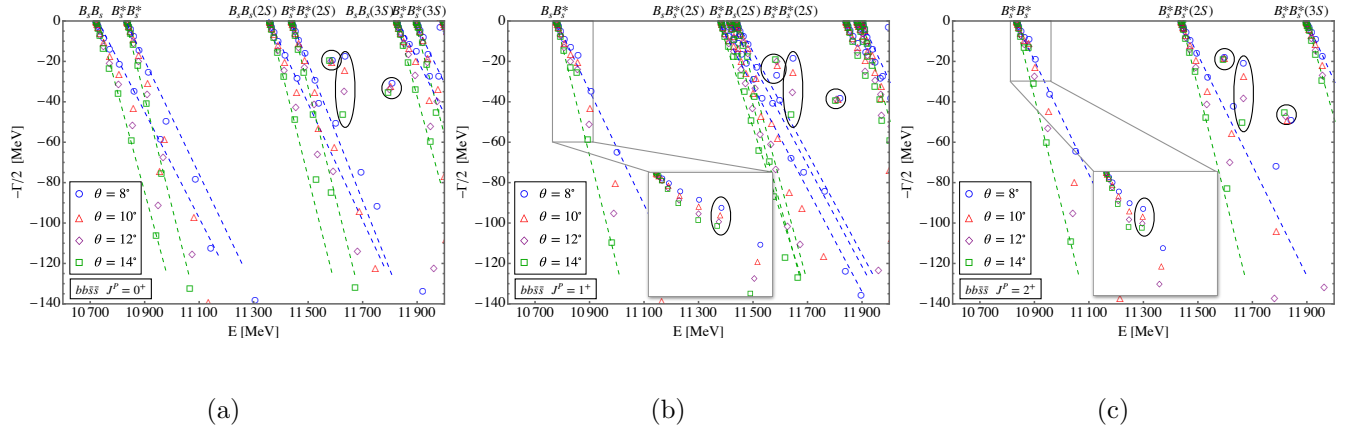 B_sB_s B_s^*B_s^* B_sB_s(2S) B_s^*B_s^*(2S) B_sB_s(3S) B_s^*B_s^*(3S)
0
−20
−40
−60
−80
−100
−120
−140
−Γ/2 [MeV]
θ = 8°
θ = 10°
θ = 12°
θ = 14°
bbs̄s̄ J^P = 0^+
10 700 10 900 11 100 11 300 11 500 11 700 11 900
E [MeV]
(a)
B_sB_s^* B_sB_s^*(2S) B_s^*B_s(2S) B_s^*B_s^*(2S)
0
−20
−40
−60
−80
−100
−120
−140
−Γ/2 [MeV]
θ = 8°
θ = 10°
θ = 12°
θ = 14°
bbs̄s̄ J^P = 1^+
10 700 10 900 11 100 11 300 11 500 11 700 11 900
E [MeV]
(b)
B_s^*B_s^* B_s^*B_s^*(2S) B_s^*B_s^*(3S)
0
−20
−40
−60
−80
−100
−120
−140
−Γ/2 [MeV]
θ = 8°
θ = 10°
θ = 12°
θ = 14°
bbs̄s̄ J^P = 2^+
10 700 10 900 11 100 11 300 11 500 11 700 11 900
E [MeV]
(c)